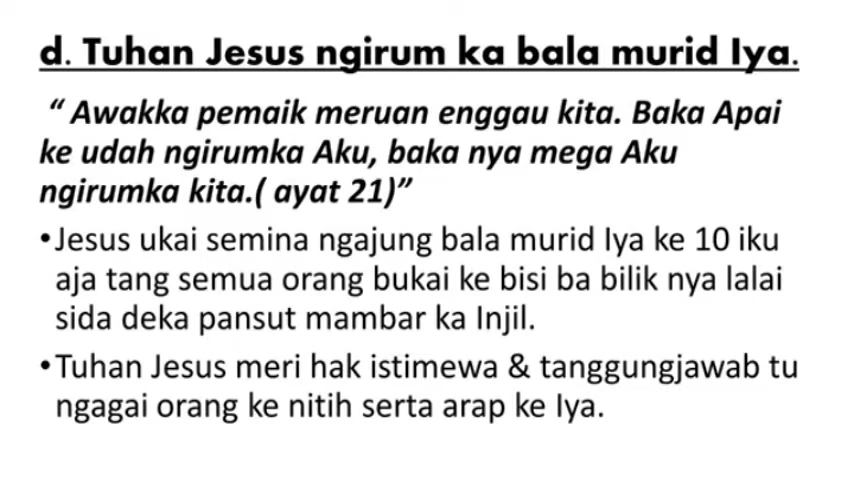 d. Tuhan Jesus ngirum ka bala murid Iya.
“ Awakka pemaik meruan enggau kita. Baka Apai
ke udah ngirumka Aku, baka nya mega Aku
ngirumka kita.( ayat 21)”
•Jesus ukai semina ngajung bala murid Iya ke 10 iku
aja tang semua orang bukai ke bisi ba bilik nya lalai
sida deka pansut mambar ka Injil.
•Tuhan Jesus meri hak istimewa & tanggungjawab tu
ngagai orang ke nitih serta arap ke Iya.